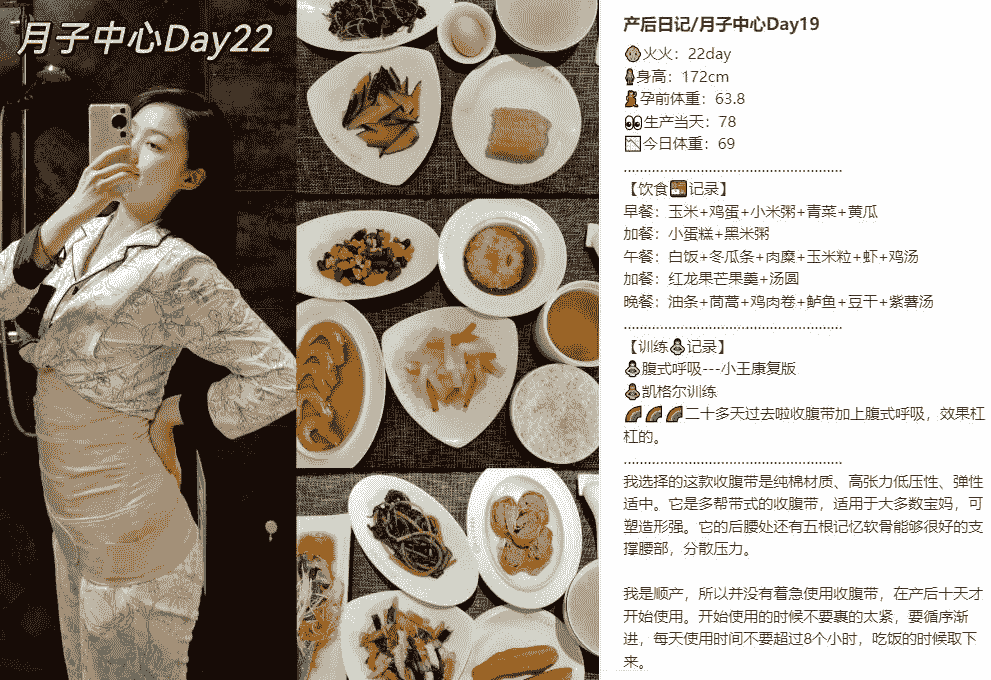 月子中心Day22
产后日记/月子中心Day19
👶火火：22day
🧍‍♀️身高：172cm
💃孕前体重：63.8
👀生产当天：78
📉今日体重：69
......................................................
【饮食🍱记录】
早餐：玉米+鸡蛋+小米粥+青菜+黄瓜
加餐：小蛋糕+黑米粥
午餐：白饭+冬瓜条+肉糜+玉米粒+虾+鸡汤
加餐：红龙果芒果羹+汤圆
晚餐：油条+茼蒿+鸡肉卷+鲈鱼+豆干+紫薯汤
......................................................
【训练🧘‍♀️记录】
🧘‍♀️腹式呼吸---小王康复版
🧘‍♀️凯格尔训练
🌈🌈🌈二十多天过去啦收腹带加上腹式呼吸，效果杠
杠的。
......................................................
我选择的这款收腹带是纯棉材质、高张力低压性、弹性
适中。它是多帮带式的收腹带，适用于大多数宝妈，可
塑造形强。它的后腰处还有五根记忆软骨能够很好的支
撑腰部，分散压力。
我是顺产，所以并没有着急使用收腹带，在产后十天才
开始使用。开始使用的时候不要裹的太紧，要循序渐
进，每天使用时间不要超过8个小时，吃饭的时候取下
来。